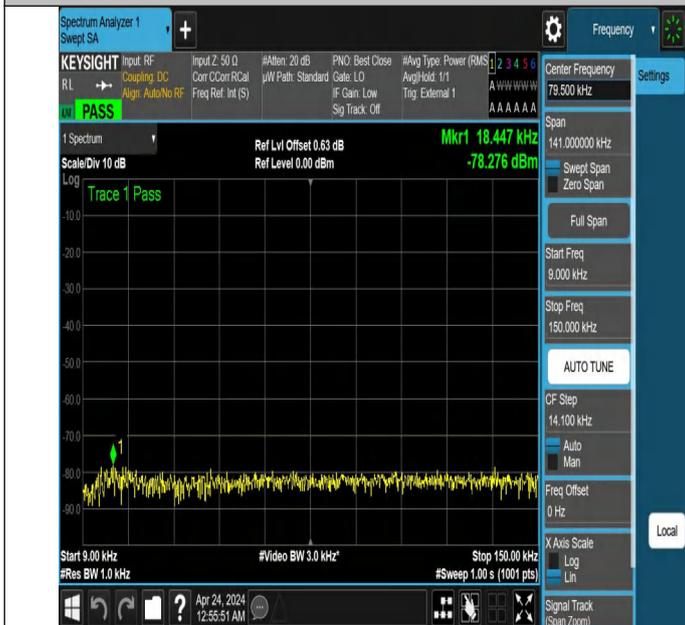 Spectrum Analyzer 1
Swept SA
+
Frequency
KEYSIGHT
RL
PASS
Input: RF
Coupling: DC
Align: Auto/No RF
Input Z: 50 Ω
Corr CCorr RCal
Freq Ref: Int (S)
#Atten: 20 dB
µW Path: Standard
PNO: Best Close
Gate: LO
IF Gain: Low
Sig Track: Off
#Avg Type: Power (RMS
Avg|Hold: 1/1
Trig: External 1
1 2 3 4 5 6
A W W W W W
A A A A A A
Center Frequency
79.500 kHz
Settings
Span
141.000000 kHz
Swept Span
Zero Span
Full Span
Start Freq
9.000 kHz
Stop Freq
150.000 kHz
AUTO TUNE
CF Step
14.100 kHz
Auto
Man
Freq Offset
0 Hz
X Axis Scale
Log
Lin
Signal Track
(Span Zoom)
Local
1 Spectrum
Scale/Div 10 dB
Ref Lvl Offset 0.63 dB
Ref Level 0.00 dBm
Mkr1 18.447 kHz
-78.276 dBm
Log
Trace 1 Pass
-10.0
-20.0
-30.0
-40.0
-50.0
-60.0
-70.0
1
-80.0
-90.0
Start 9.00 kHz
#Res BW 1.0 kHz
#Video BW 3.0 kHz*
Stop 150.00 kHz
#Sweep 1.00 s (1001 pts)
?
Apr 24, 2024
12:55:51 AM